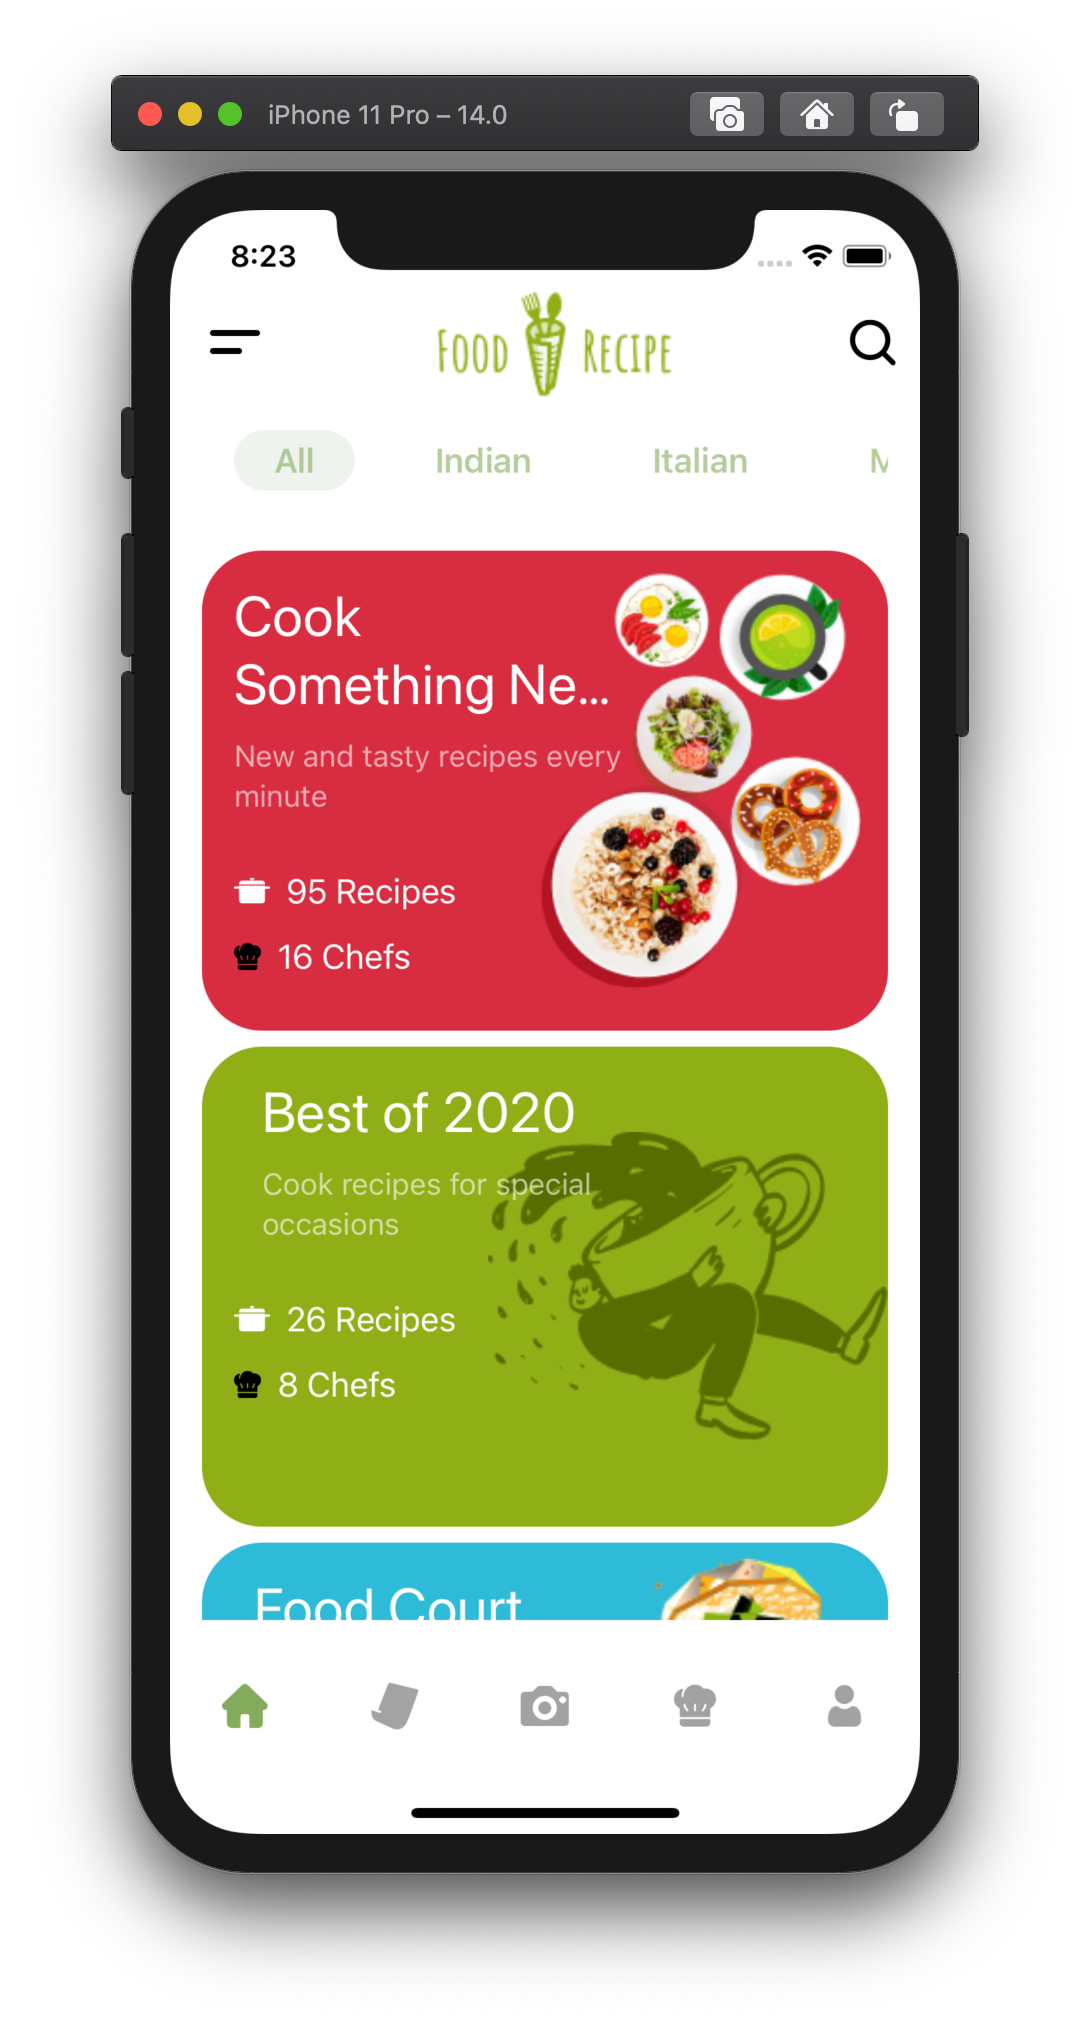 iPhone 11 Pro – 14.0
8:23
FOOD RECIPE
All Indian Italian M
Cook
Something Ne...
New and tasty recipes every
minute
95 Recipes
16 Chefs
Best of 2020
Cook recipes for special
occasions
26 Recipes
8 Chefs
Food Court